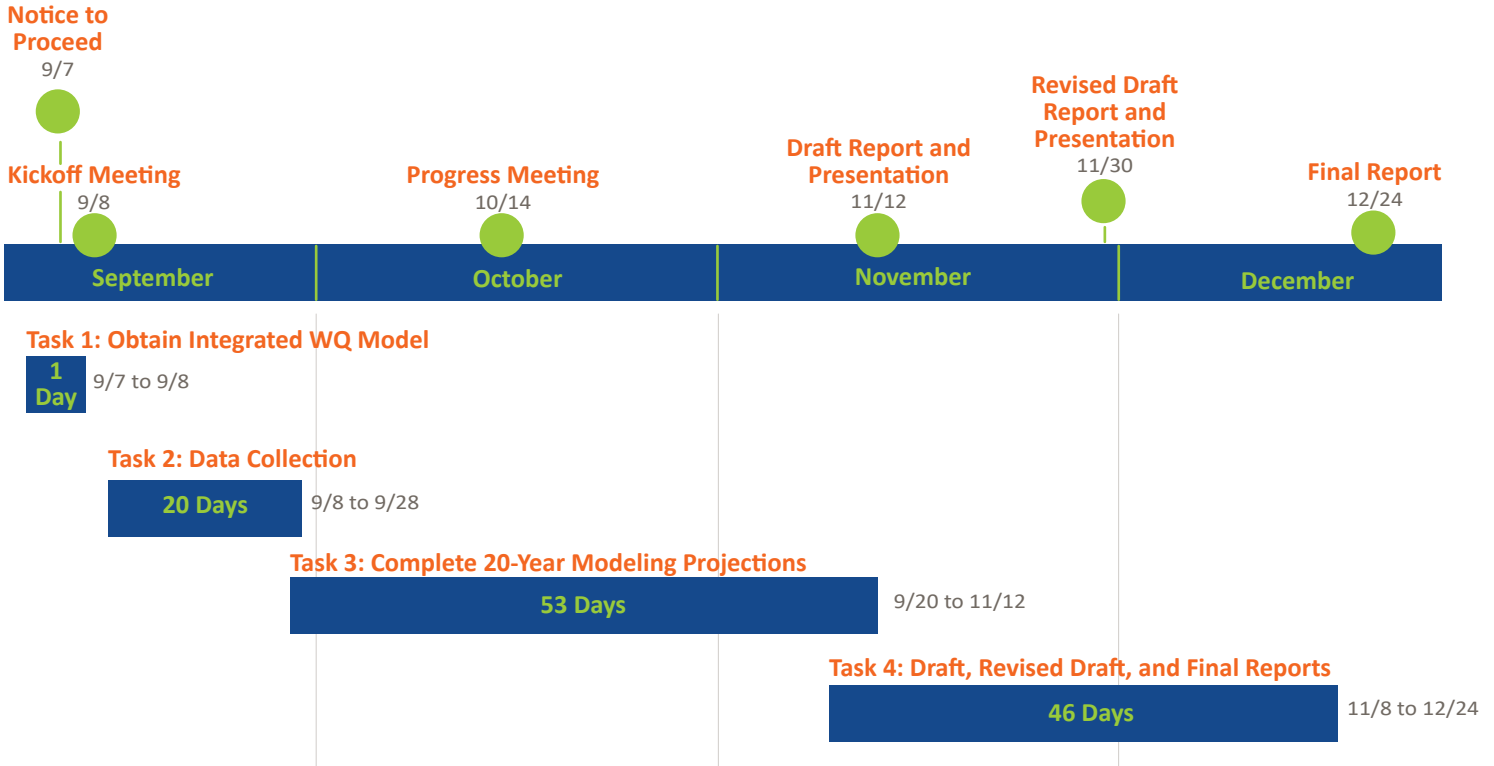 Notice to
Proceed
9/7
Kickoff Meeting
9/8
Progress Meeting
10/14
Draft Report and
Presentation
11/12
Revised Draft
Report and
Presentation
11/30
Final Report
12/24
September
October
November
December
Task 1: Obtain Integrated WQ Model
1
Day
9/7 to 9/8
Task 2: Data Collection
20 Days
9/8 to 9/28
Task 3: Complete 20-Year Modeling Projections
53 Days
9/20 to 11/12
Task 4: Draft, Revised Draft, and Final Reports
46 Days
11/8 to 12/24